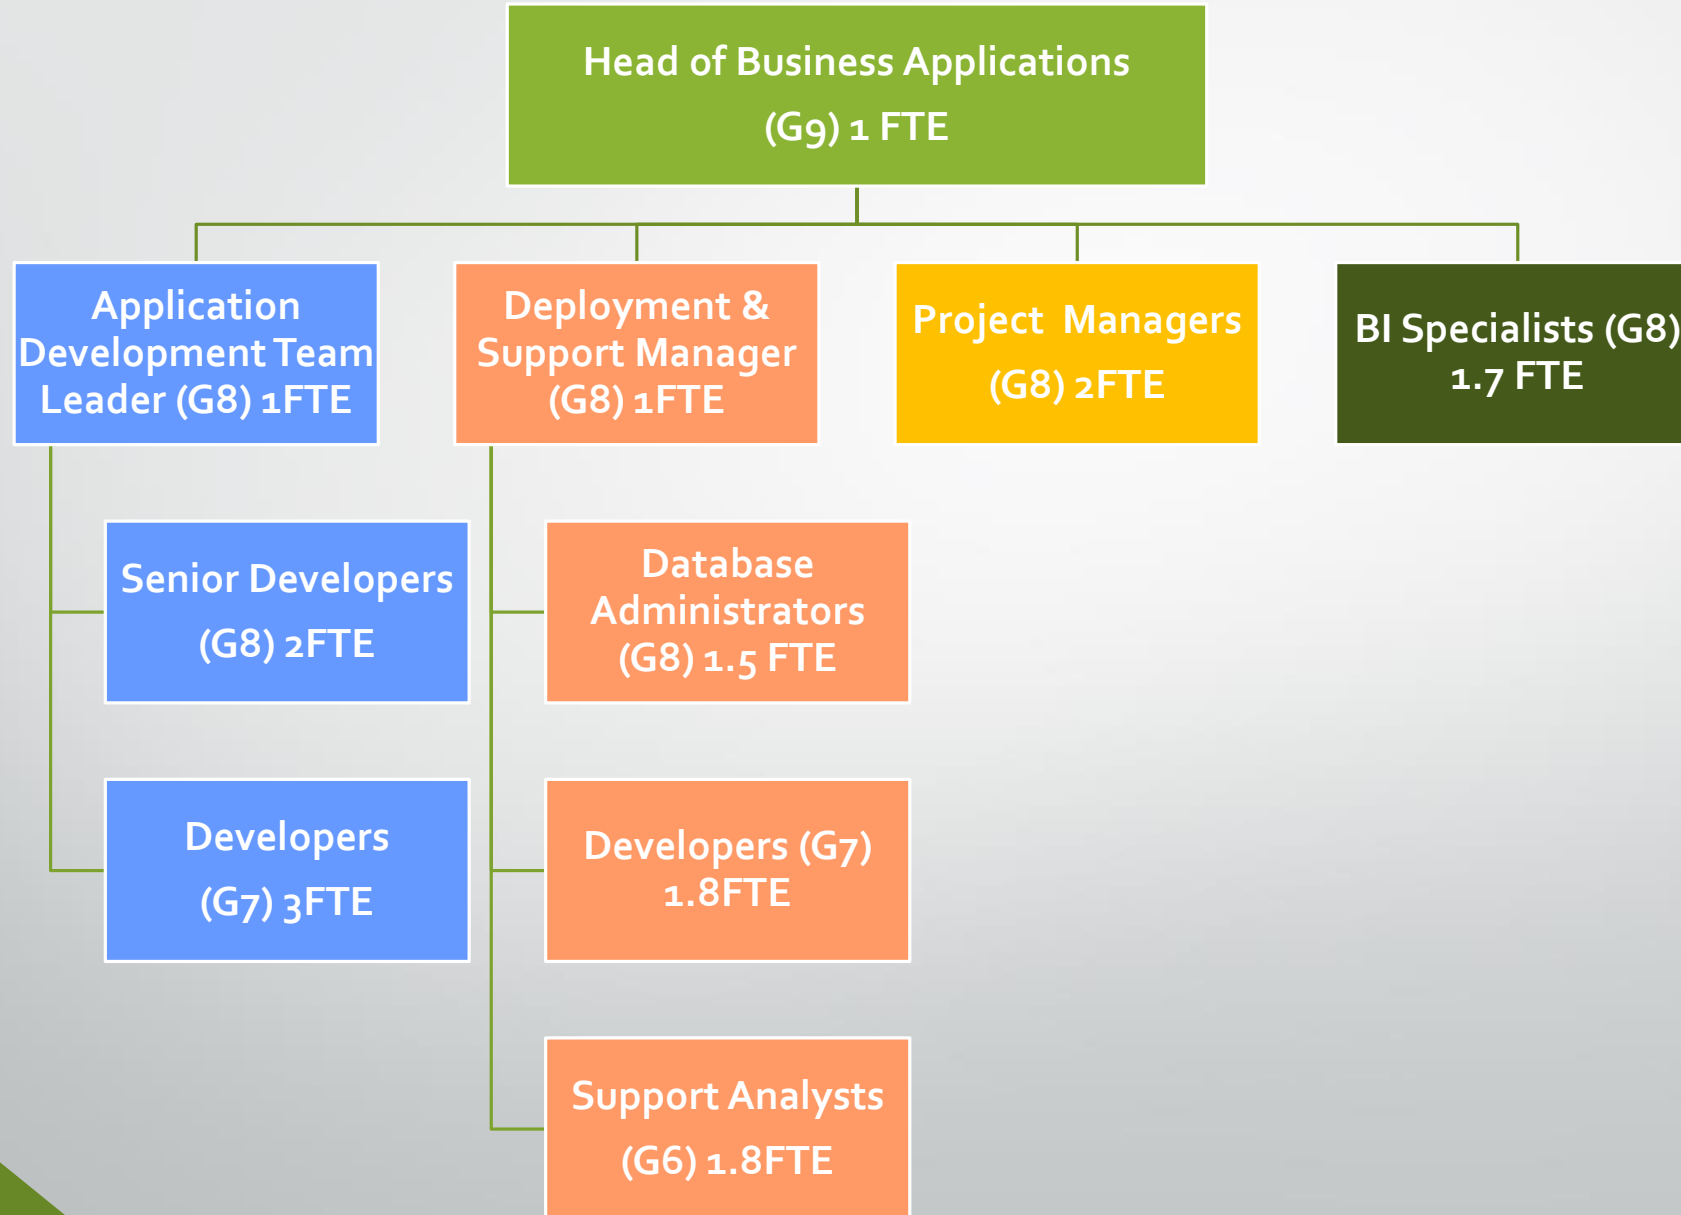 Head of Business Applications
(G9) 1 FTE
Application
Development Team
Leader (G8) 1FTE
Deployment &
Support Manager
(G8) 1FTE
Project  Managers
(G8) 2FTE
BI Specialists (G8)
1.7 FTE
Senior Developers
(G8) 2FTE
Database
Administrators
(G8) 1.5 FTE
Developers
(G7) 3FTE
Developers (G7)
1.8FTE
Support Analysts
(G6) 1.8FTE